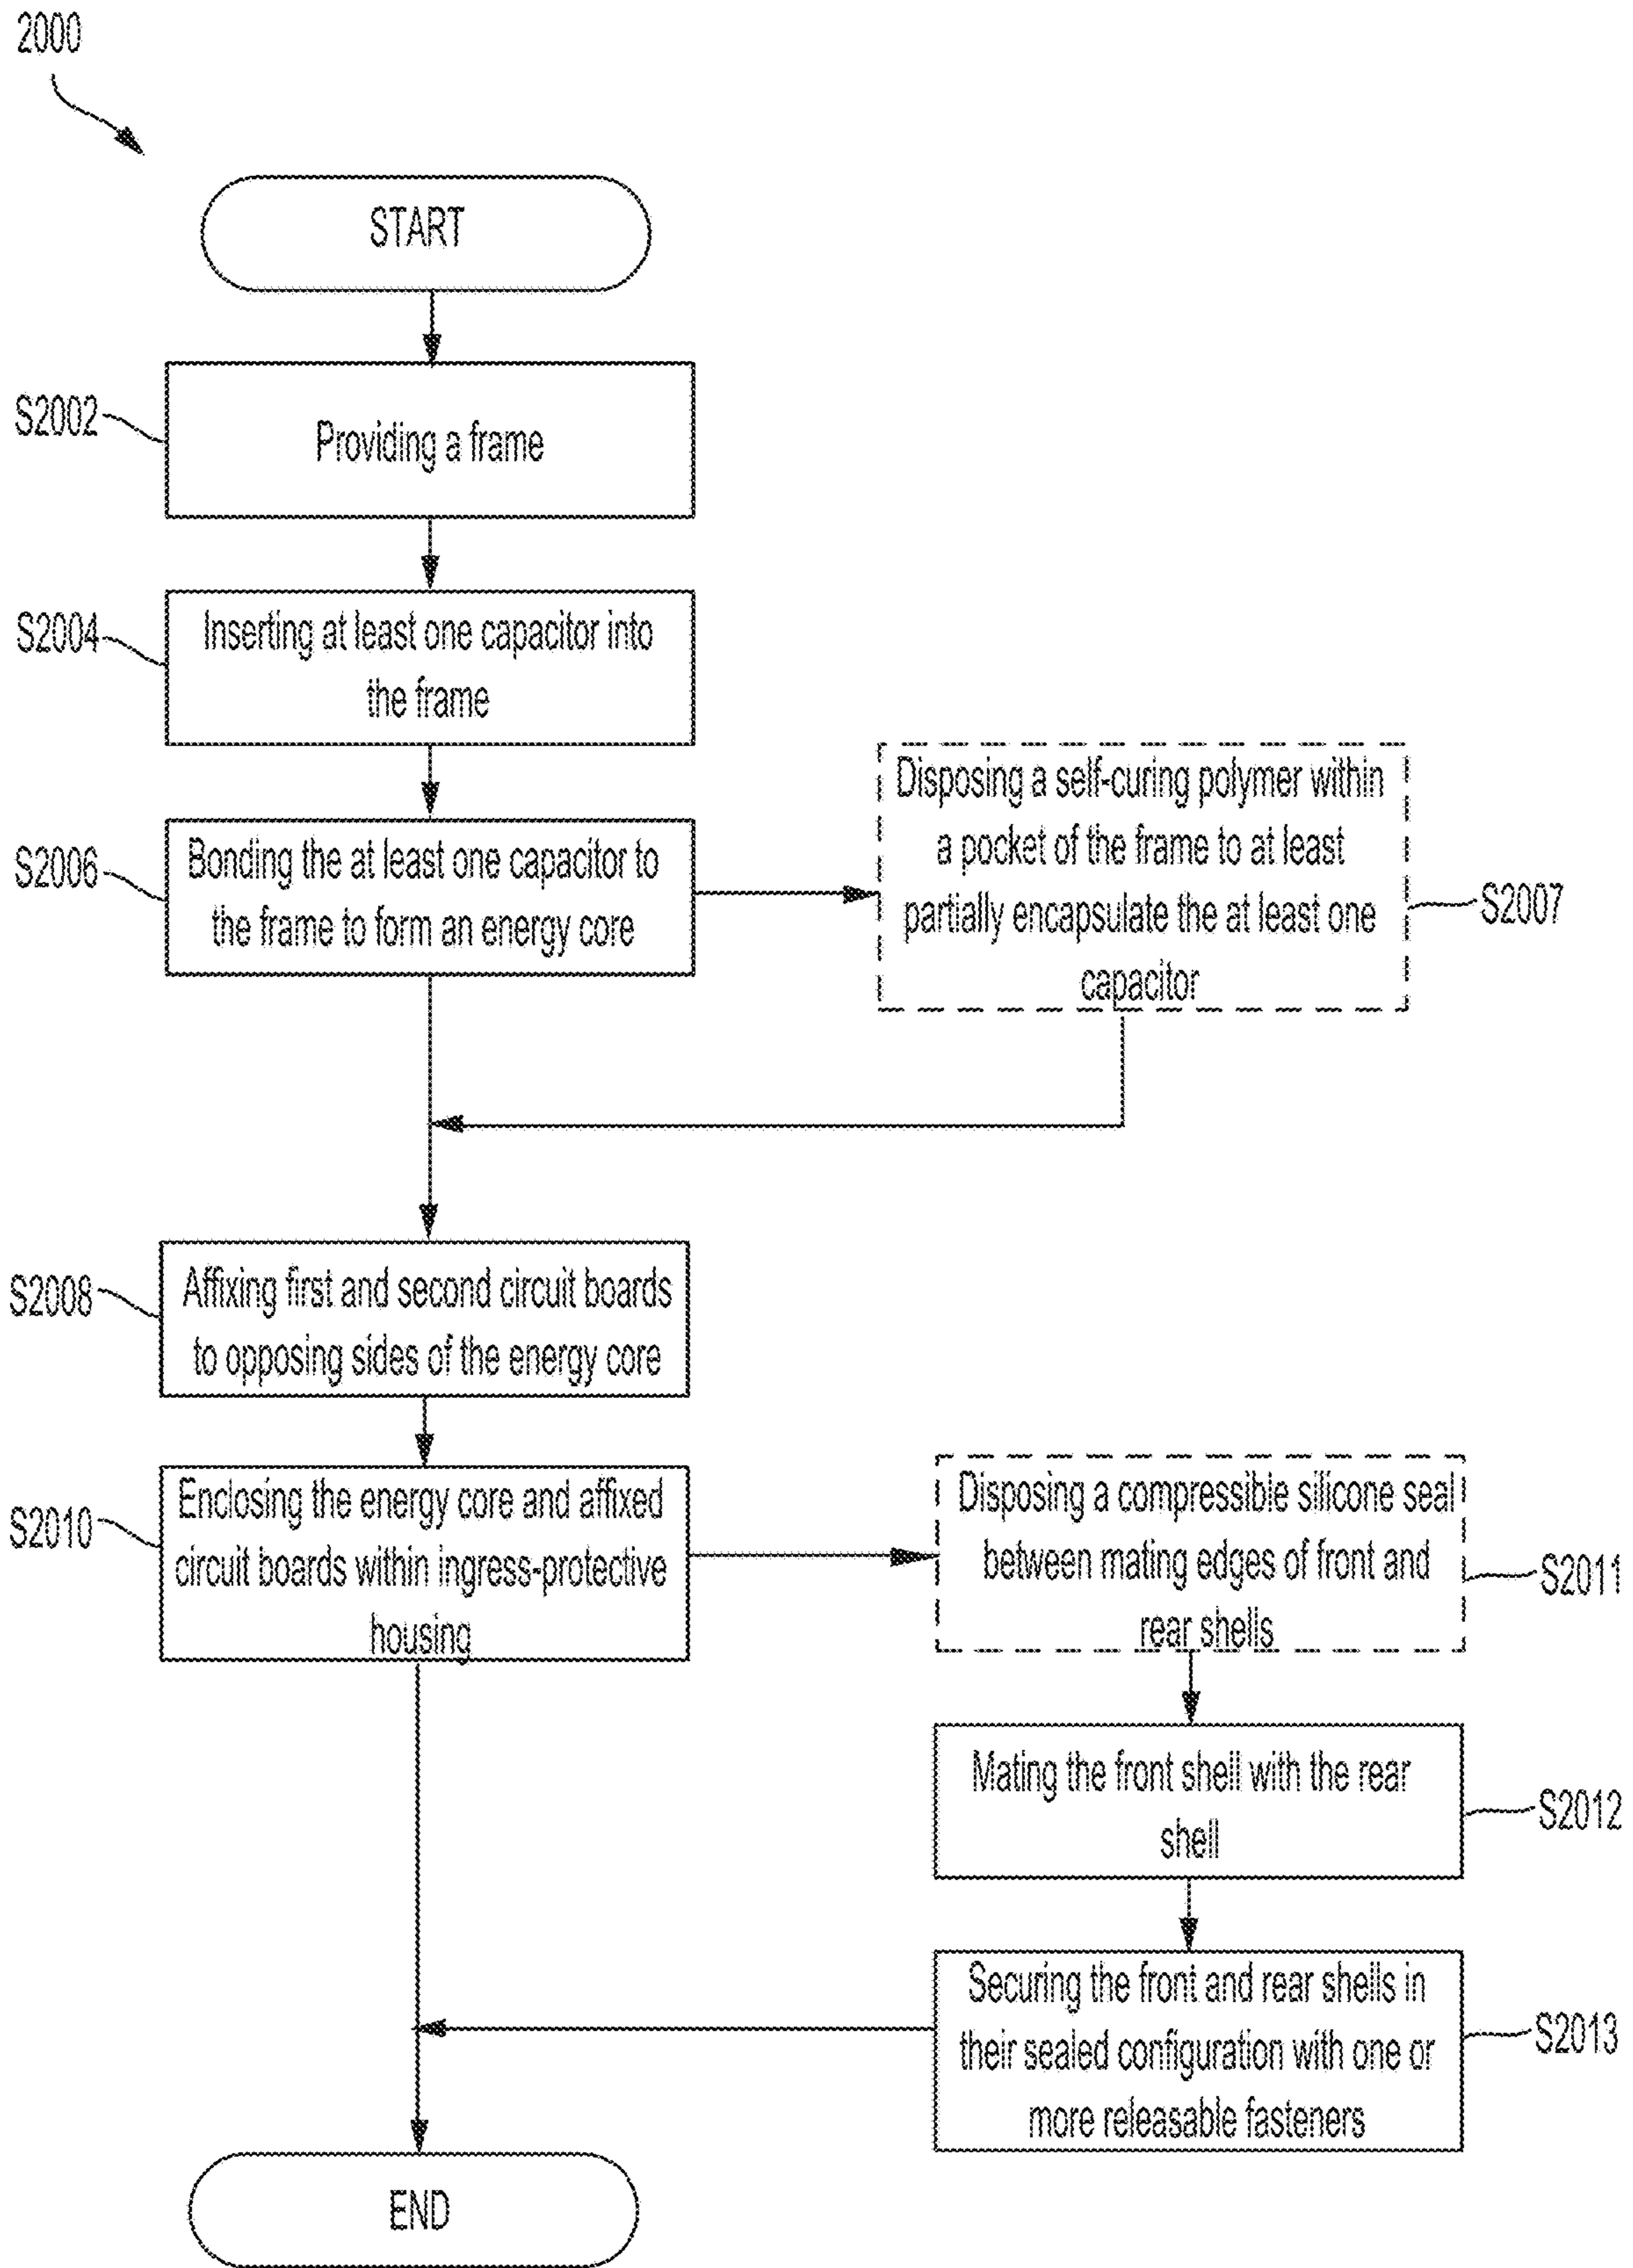 2000
START
S2002
Providing a frame
S2004
Inserting at least one capacitor into
the frame
S2006
Bonding the at least one capacitor to
the frame to form an energy core
Disposing a self-curing polymer within
a pocket of the frame to at least
partially encapsulate the at least one
capacitor
S2007
S2008
Affixing first and second circuit boards
to opposing sides of the energy core
S2010
Enclosing the energy core and affixed
circuit boards within ingress-protective
housing
Disposing a compressible silicone seal
between mating edges of front and
rear shells
S2011
Mating the front shell with the rear
shell
S2012
Securing the front and rear shells in
their sealed configuration with one or
more releasable fasteners
S2013
END